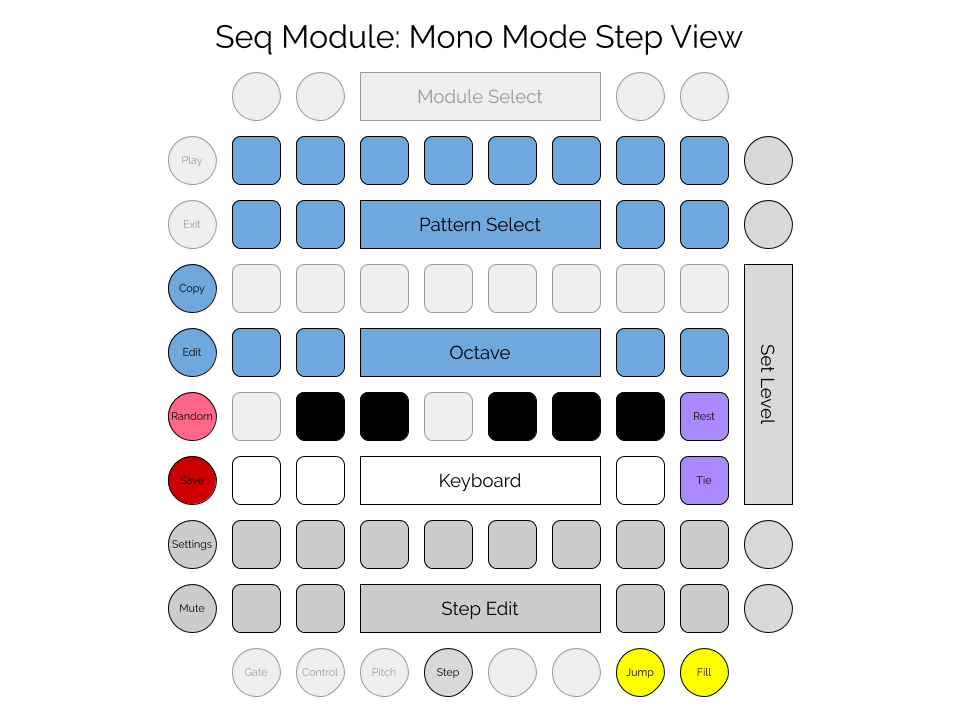 Seq Module: Mono Mode Step View
Module Select
Play
Exit
Pattern Select
Copy
Edit
Octave
Set Level
Random
Rest
Save
Keyboard
Tie
Settings
Mute
Step Edit
Gate
Control
Pitch
Step
Jump
Fill